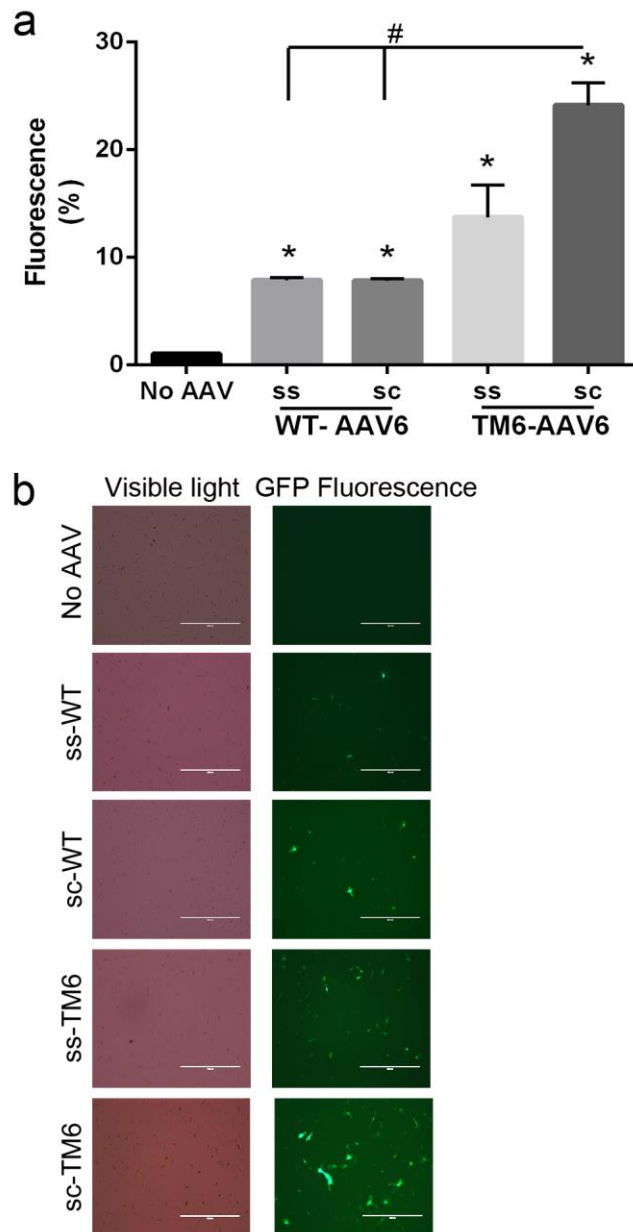 a
#
*
*
*
*
30
20
10
0
Fluorescence
(%)
No AAV
ss
sc
ss
sc
WT- AAV6
TM6-AAV6
b
Visible light
GFP Fluorescence
No AAV
ss-WT
sc-WT
ss-TM6
sc-TM6